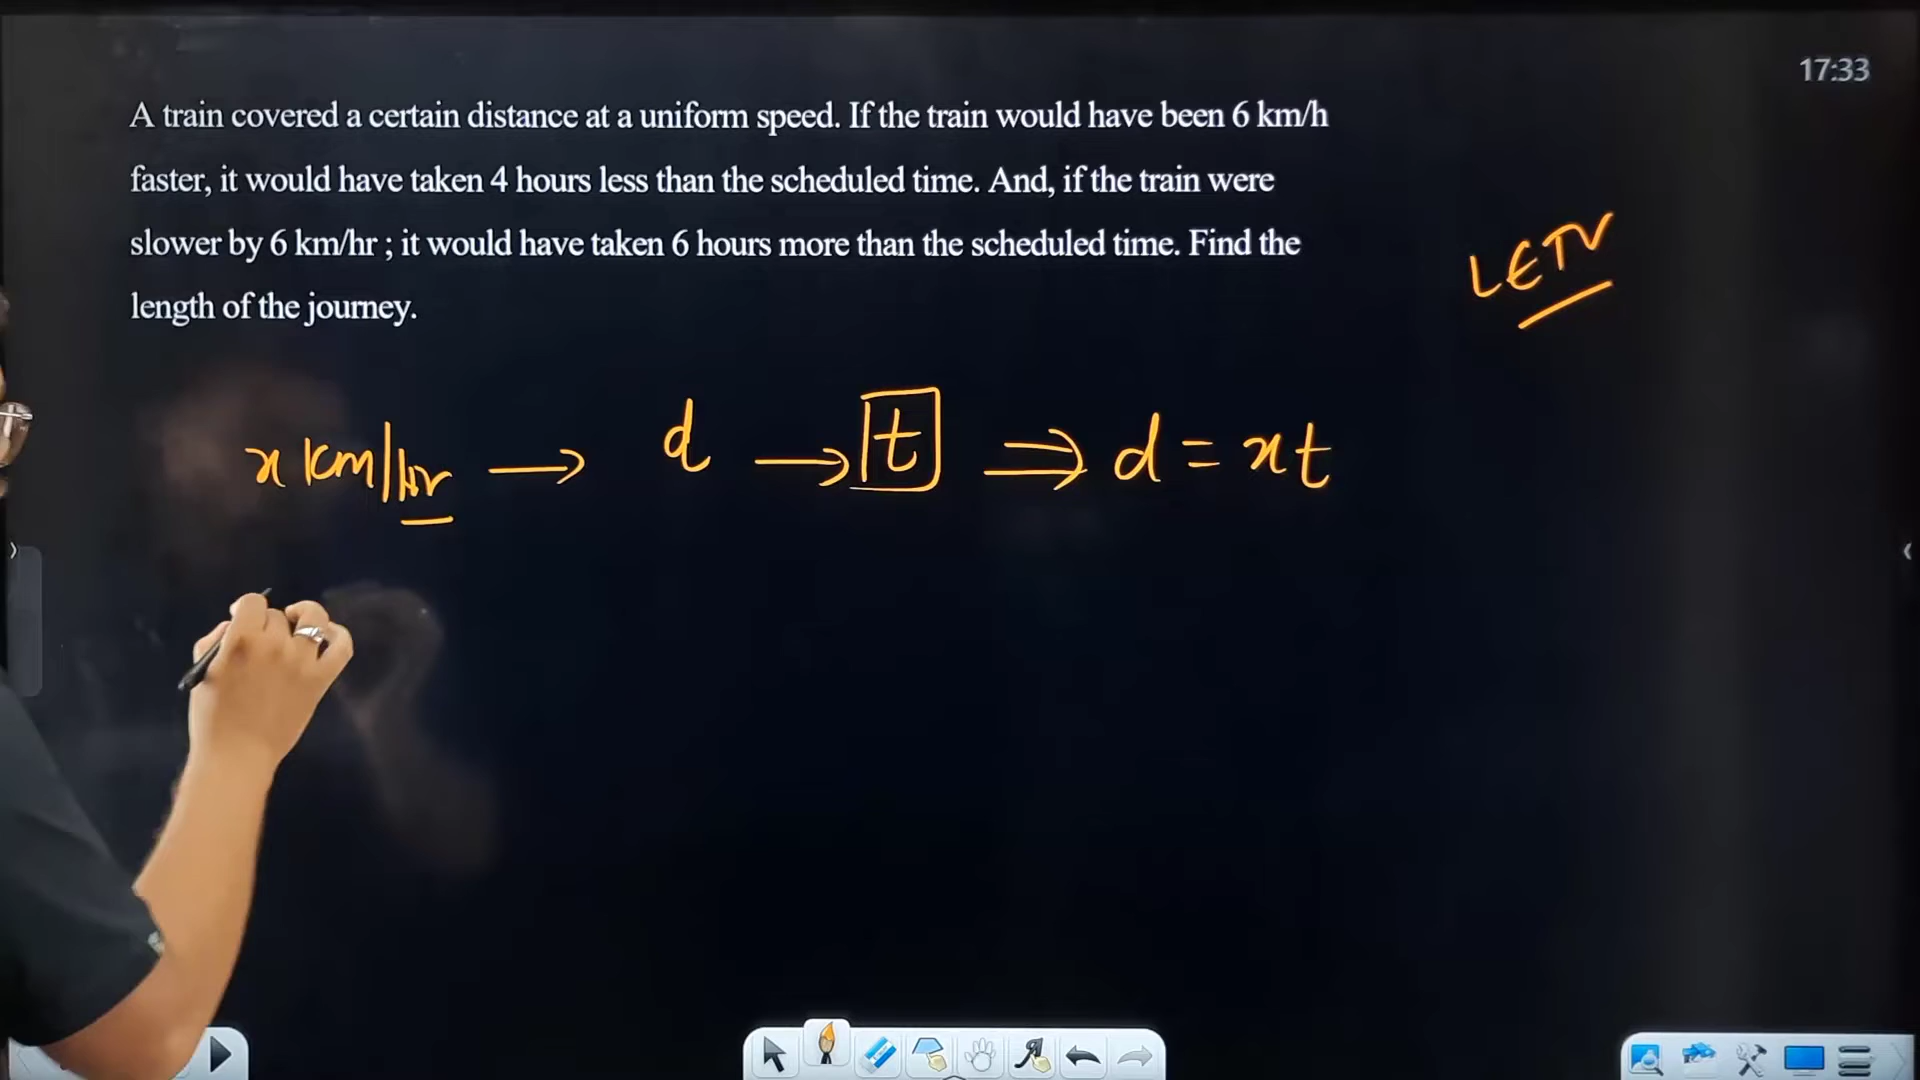 17:33
A train covered a certain distance at a uniform speed. If the train would have been 6 km/h
faster, it would have taken 4 hours less than the scheduled time. And, if the train were
slower by 6 km/hr ; it would have taken 6 hours more than the scheduled time. Find the
length of the journey.
LETV
x km/hr → d → t ⇒ d = xt